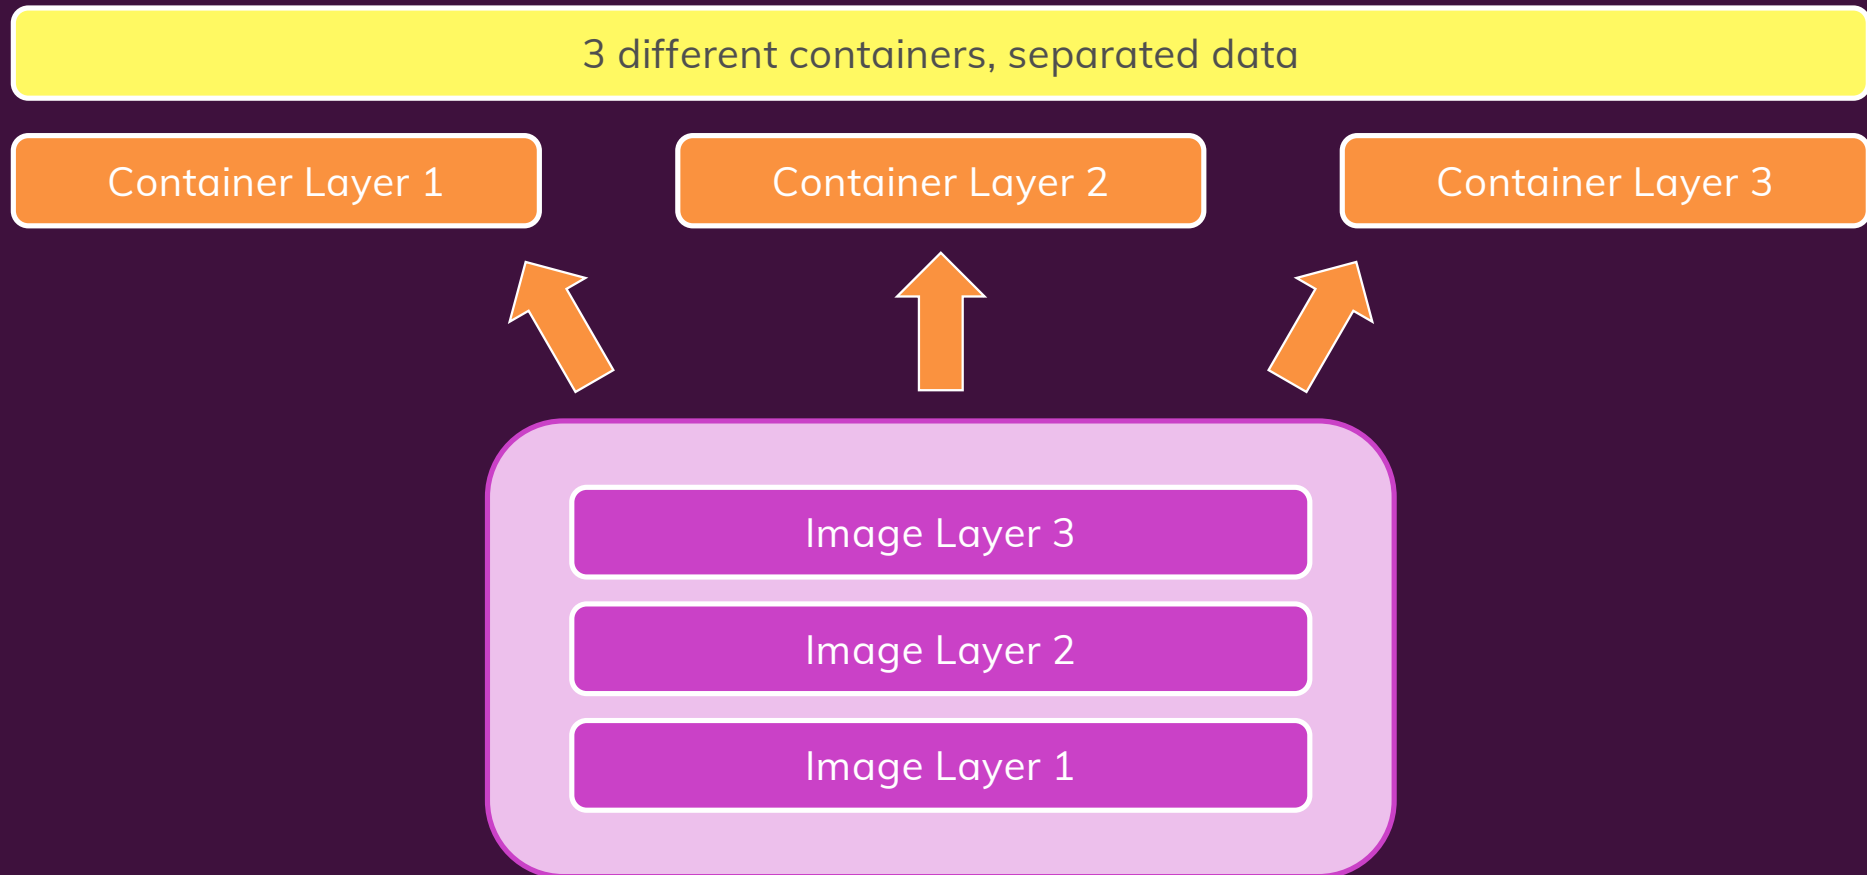 3 different containers, separated data
Container Layer 1
Container Layer 2
Container Layer 3
Image Layer 3
Image Layer 2
Image Layer 1